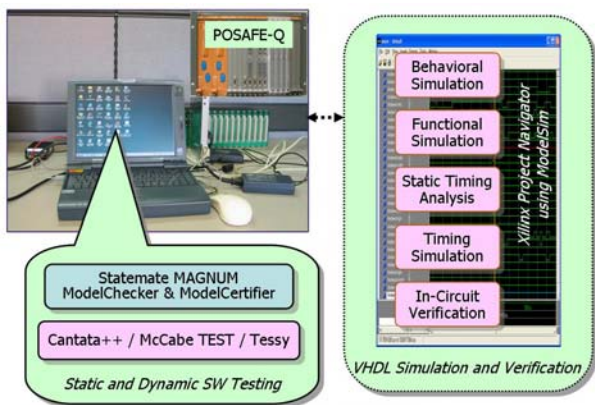 POSAFE-Q
Statemate MAGNUM
ModelChecker & ModelCertifier
Cantata++ / McCabe TEST / Tessy
Static and Dynamic SW Testing
Behavioral
Simulation
Functional
Simulation
Static Timing
Analysis
Timing
Simulation
In-Circuit
Verification
Xilinx Project Navigator
using ModelSim
VHDL Simulation and Verification